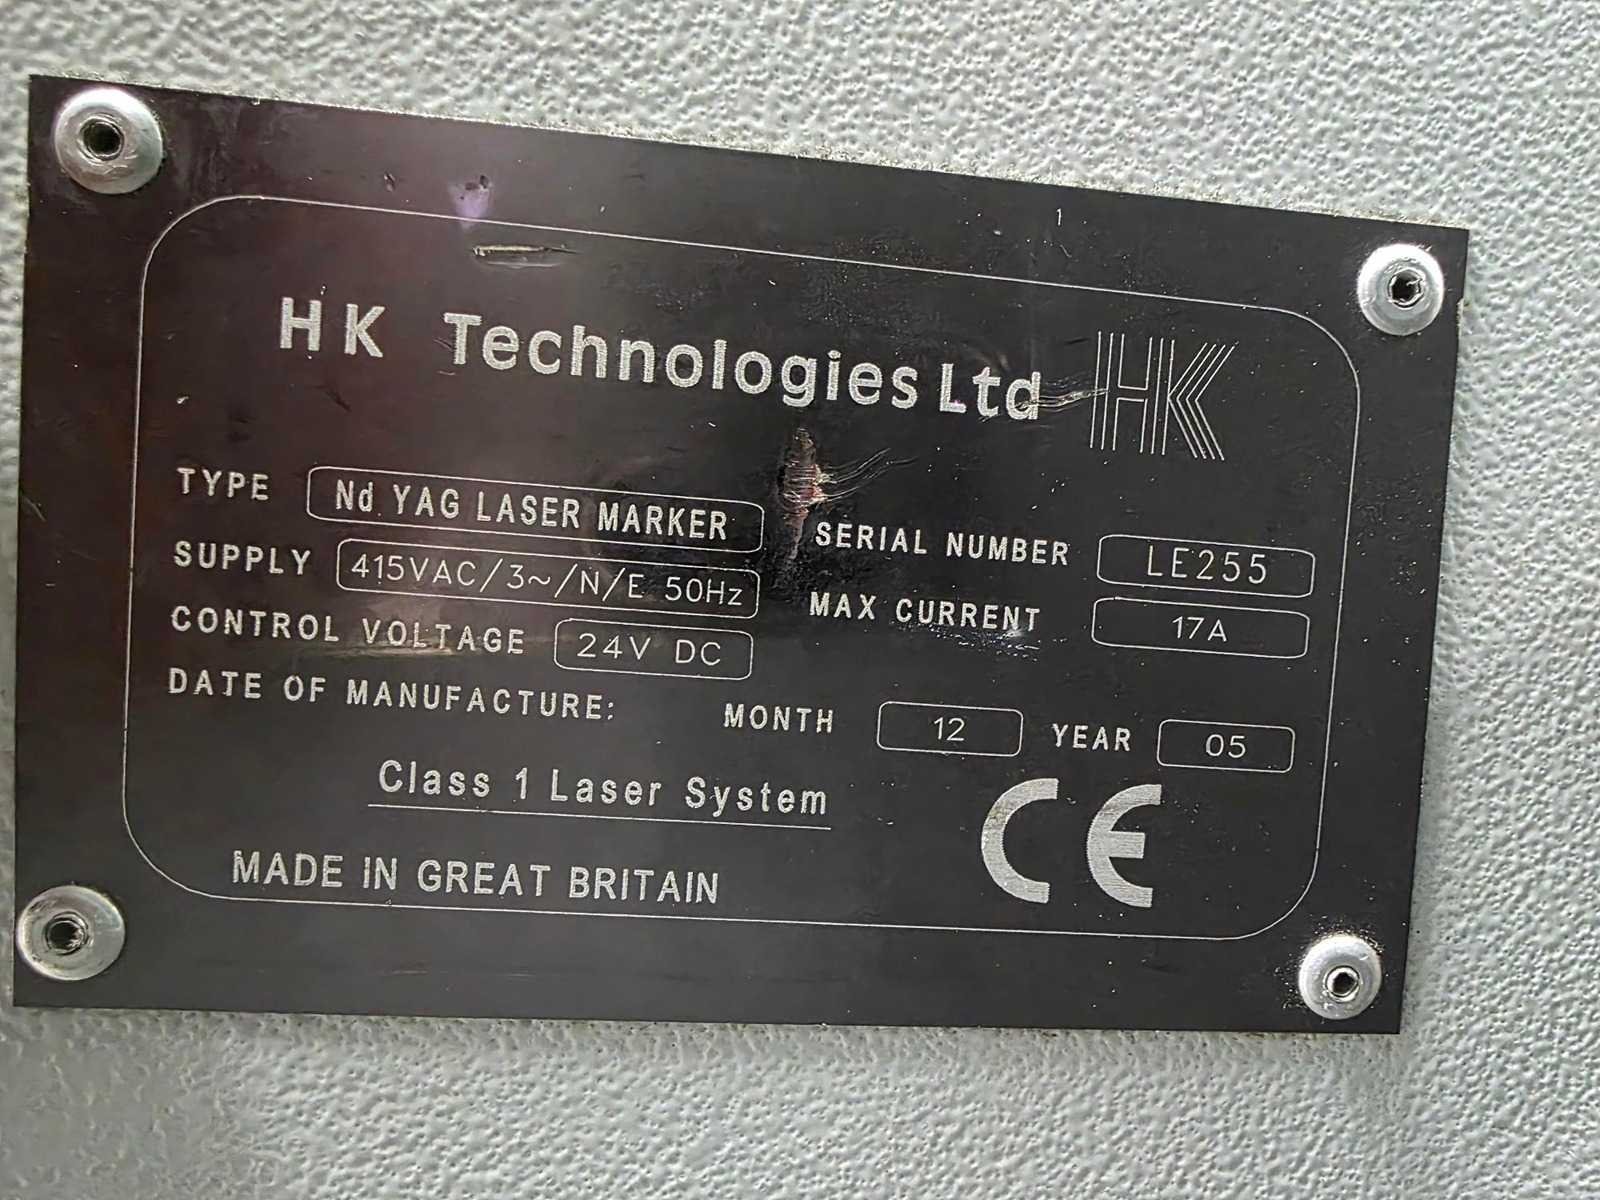 HK Technologies Ltd HK
TYPE Nd YAG LASER MARKER SERIAL NUMBER LE255
SUPPLY 415VAC/3~/N/E 50Hz MAX CURRENT 17A
CONTROL VOLTAGE 24V DC
DATE OF MANUFACTURE: MONTH 12 YEAR 05
Class 1 Laser System
CE
MADE IN GREAT BRITAIN